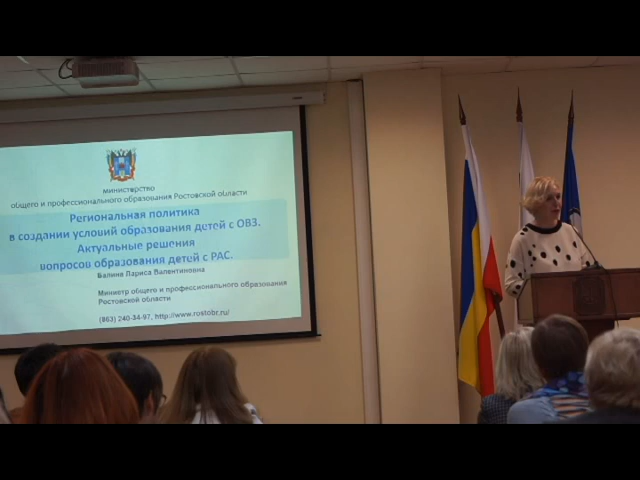 министерство
общего и профессионального образования Ростовской области
Региональная политика
в создании условий образования детей с ОВЗ.
Актуальные решения
вопросов образования детей с РАС.
Балина Лариса Валентиновна
Министр общего и профессионального образования
Ростовской области
(863) 240-34-97, http://www.rostobr.ru/